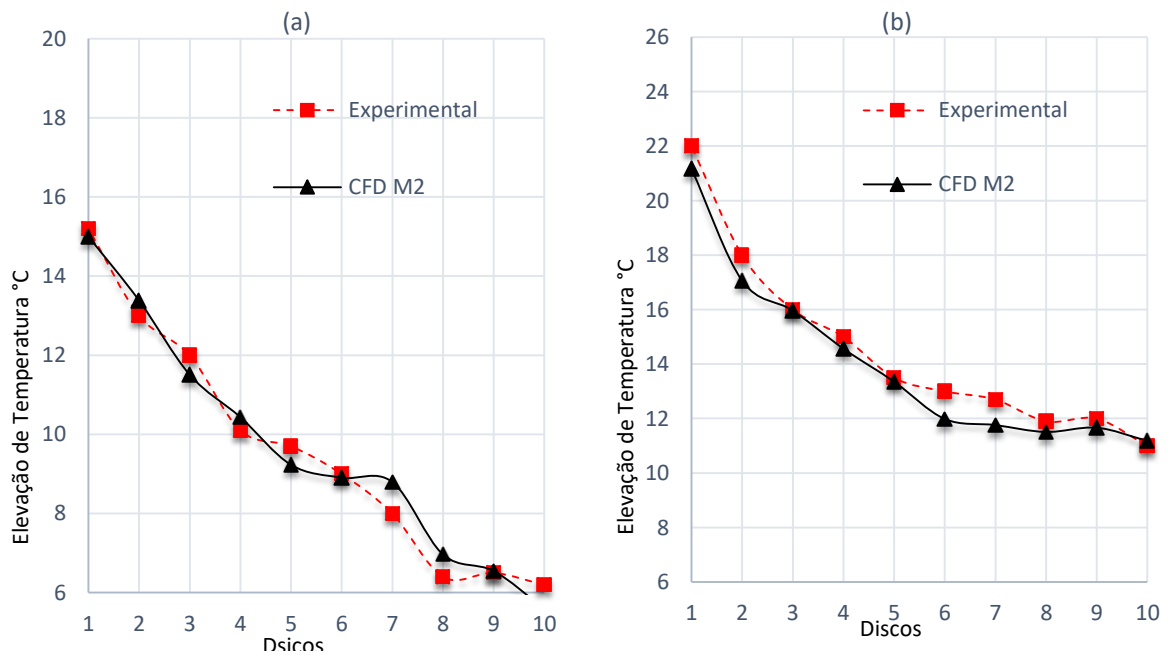 (a)
Elevação de Temperatura °C
20
18
16
14
12
10
8
6
Experimental
CFD M2
1 2 3 4 5 6 7 8 9 10
Dsicos
(b)
Elevação de Temperatura °C
26
24
22
20
18
16
14
12
10
8
6
Experimental
CFD M2
1 2 3 4 5 6 7 8 9 10
Discos